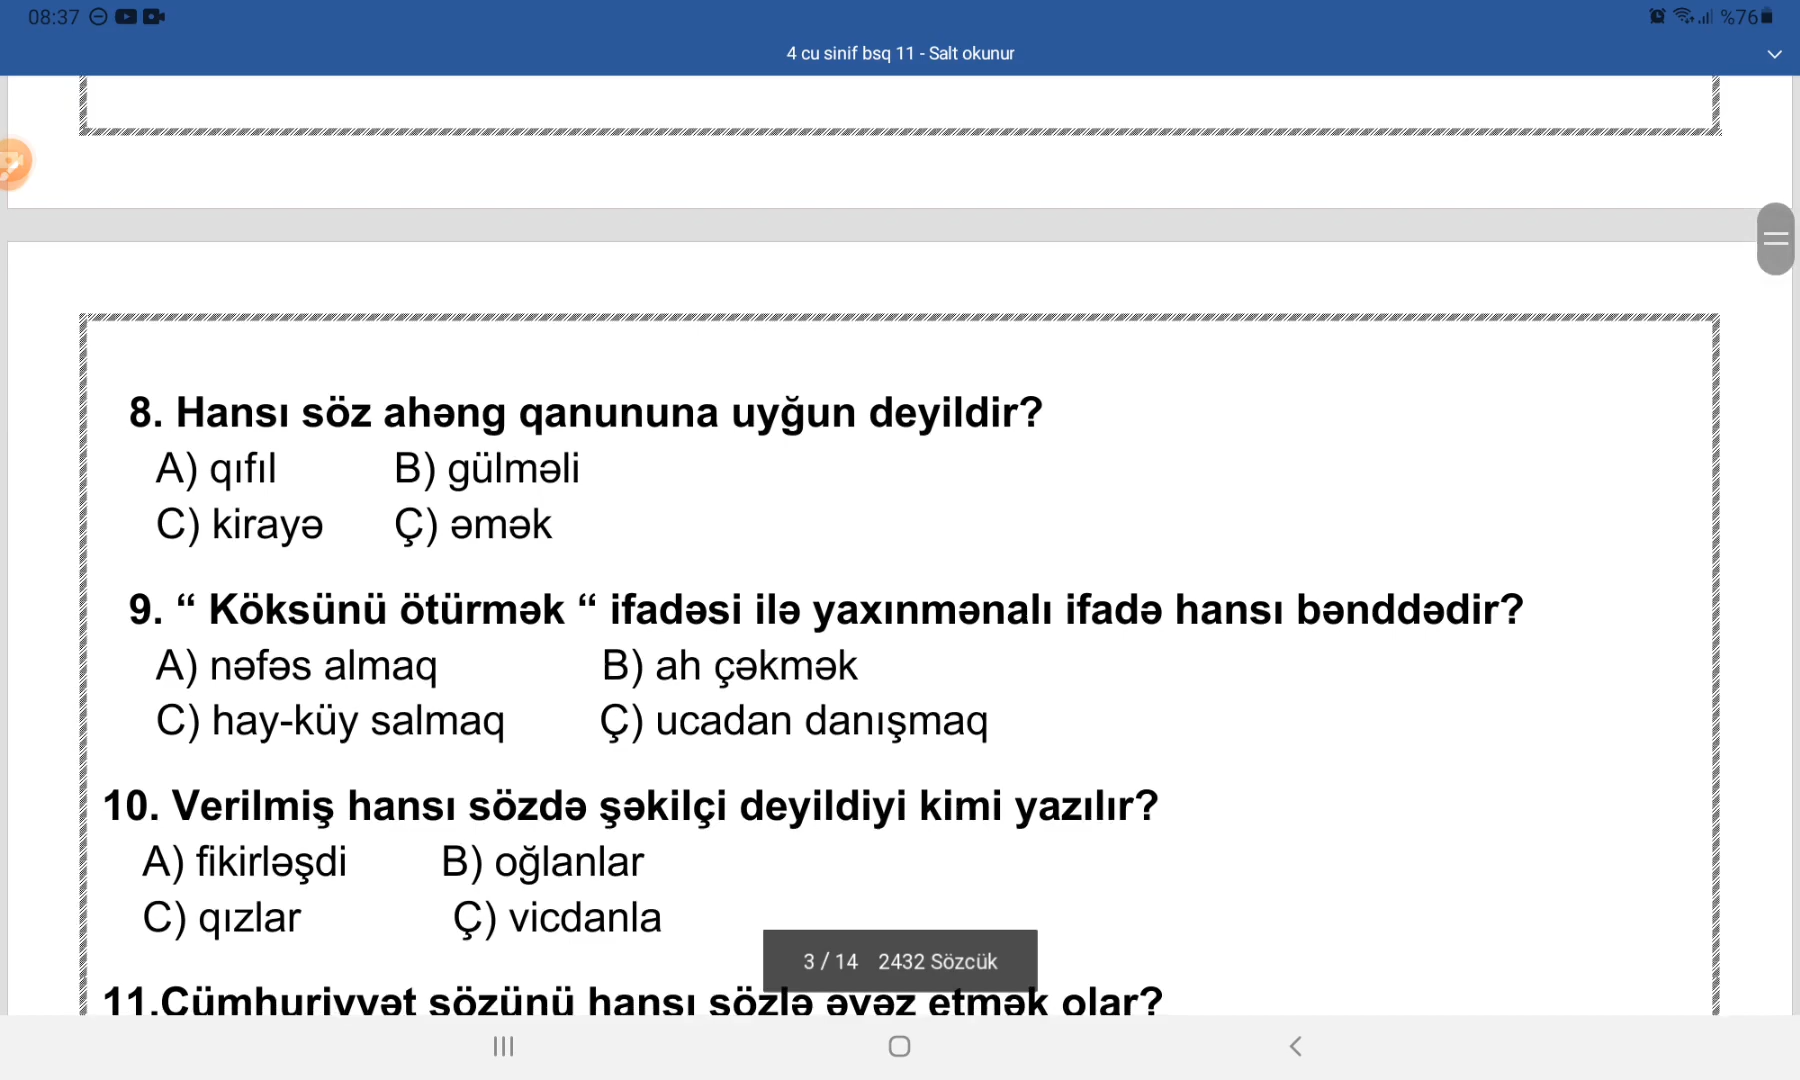 08:37
%76
4 cu sinif bsq 11 - Salt okunur
8. Hansı söz ahəng qanununa uyğun deyildir?
A) qıfıl B) gülməli
C) kirayə Ç) əmək
9. “ Köksünü ötürmək “ ifadəsi ilə yaxınmənalı ifadə hansı bənddədir?
A) nəfəs almaq B) ah çəkmək
C) hay-küy salmaq Ç) ucadan danışmaq
10. Verilmiş hansı sözdə şəkilçi deyildiyi kimi yazılır?
A) fikirləşdi B) oğlanlar
C) qızlar Ç) vicdanla
3 / 14 2432 Sözcük
11.Cümhuriyyət sözünü hansı sözlə əvəz etmək olar?